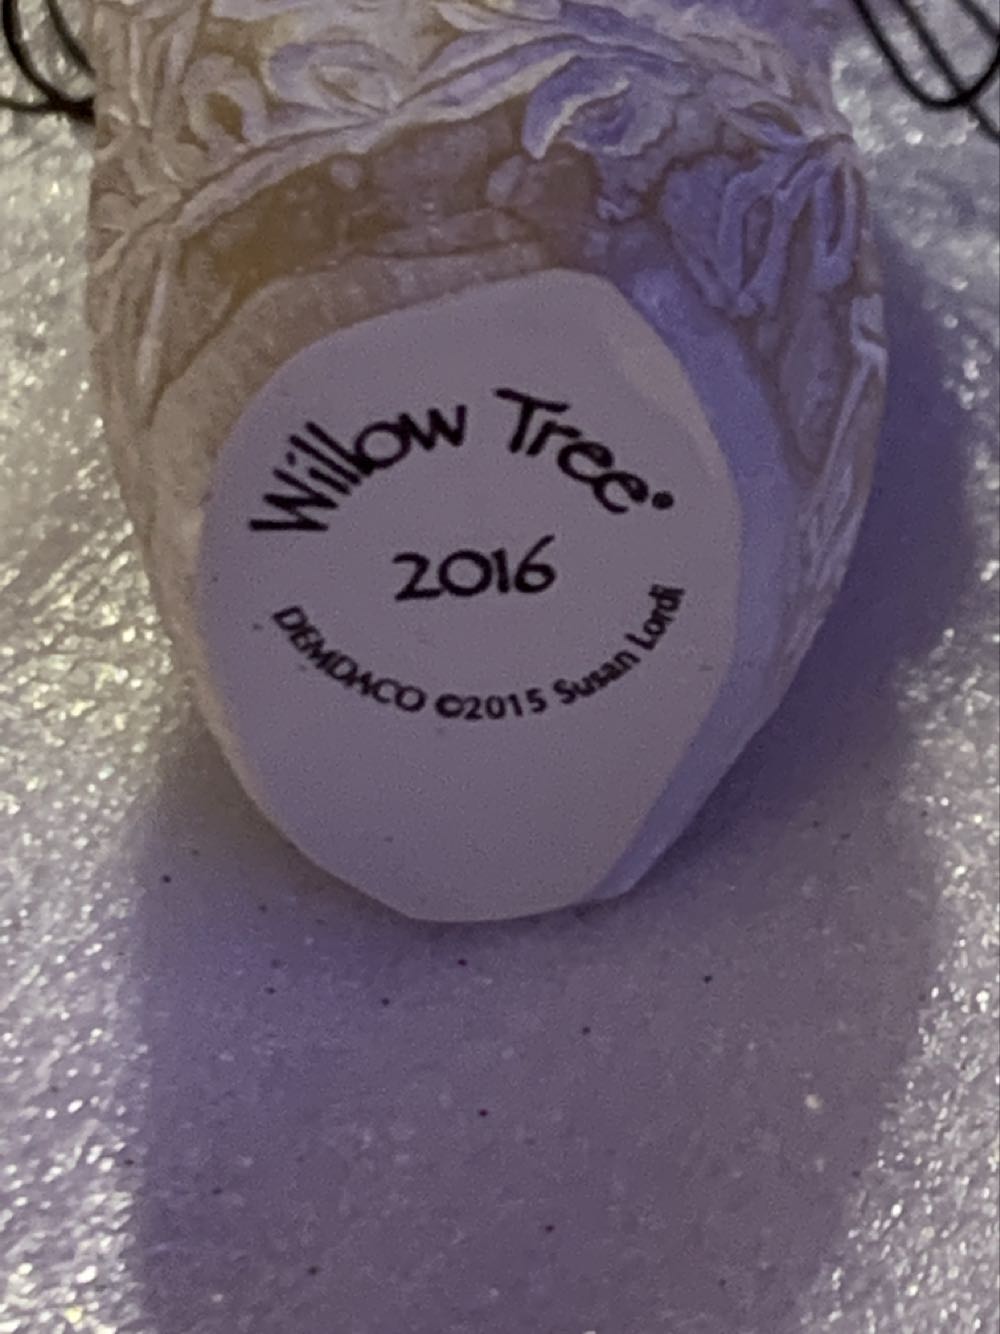 Willow Tree®
2016
DEMDACO ©2015 Susan Lordi